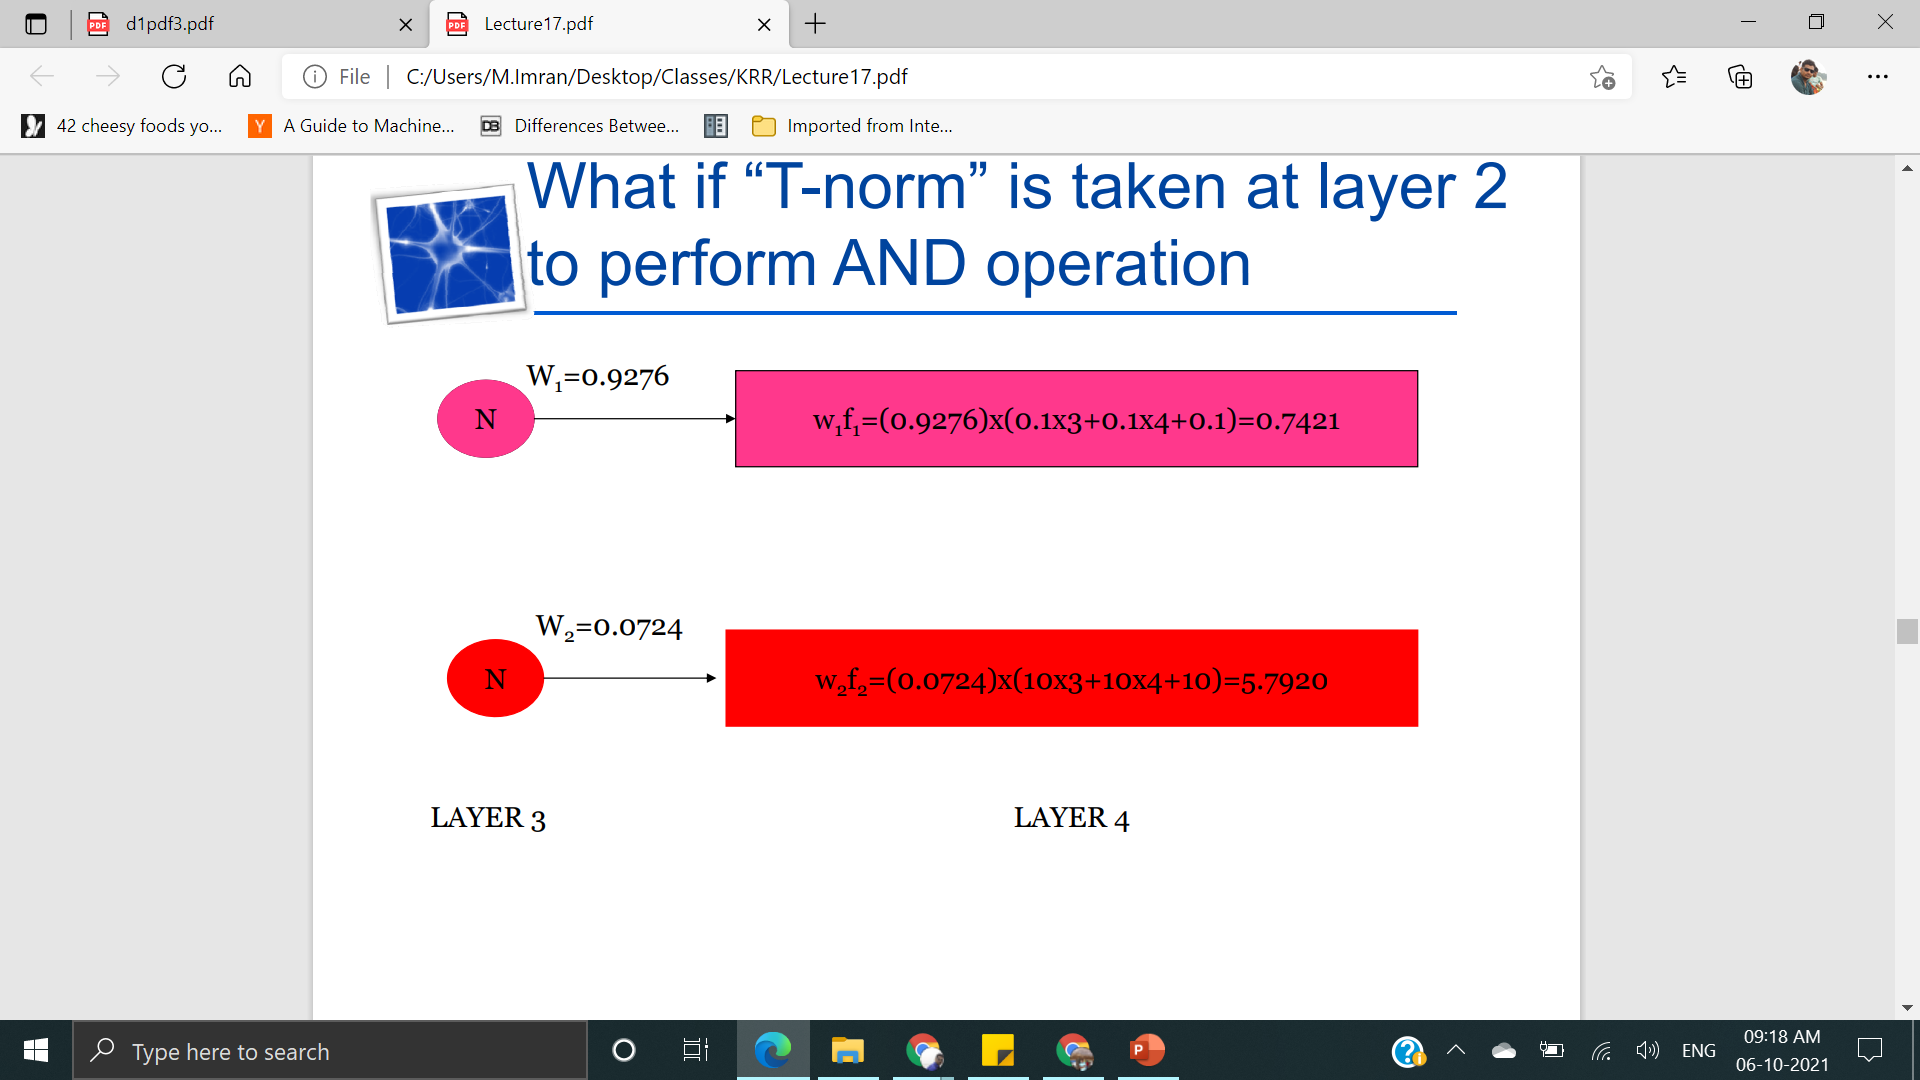 d1pdf3.pdf
Lecture17.pdf
File
C:/Users/M.Imran/Desktop/Classes/KRR/Lecture17.pdf
42 cheesy foods yo...
Y
A Guide to Machine...
DB
Differences Betwee...
Imported from Inte...
What if “T-norm” is taken at layer 2
to perform AND operation
W₁=0.9276
N
w₁f₁=(0.9276)x(0.1x3+0.1x4+0.1)=0.7421
W₂=0.0724
N
w₂f₂=(0.0724)x(10x3+10x4+10)=5.7920
LAYER 3
LAYER 4
Type here to search
ENG
09:18 AM
06-10-2021